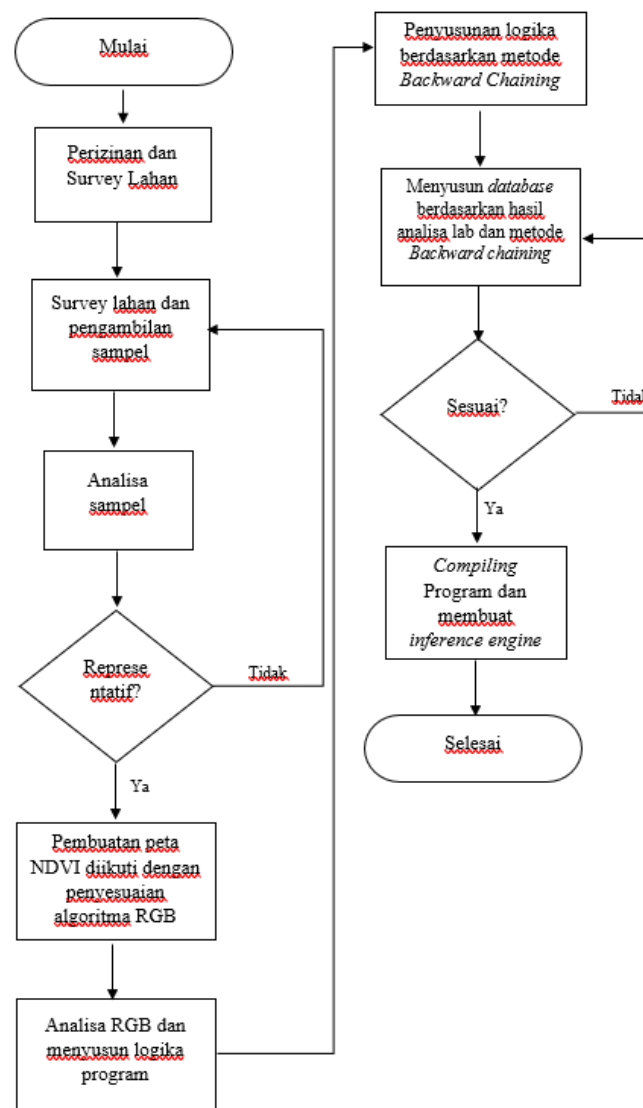 Mulai
Perizinan dan
Survey Lahan
Survey lahan dan
pengambilan
sampel
Analisa
sampel
Represe
ntatif?
Tidak
Ya
Pembuatan peta
NDVI diikuti dengan
penyesuaian
algoritma RGB
Analisa RGB dan
menyusun logika
program
Penyusunan logika
berdasarkan metode
Backward Chaining
Menyusun database
berdasarkan hasil
analisa lab dan metode
Backward chaining
Sesuai?
Tidak
Ya
Compiling
Program dan
membuat
inference engine
Selesai